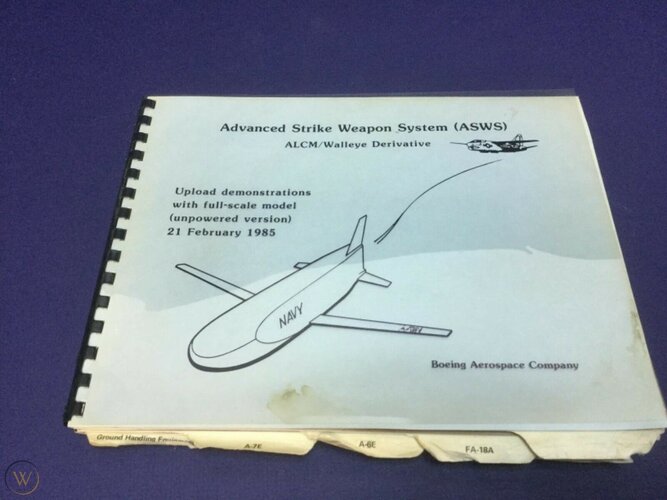 Advanced Strike Weapon System (ASWS)
ALCM/Walleye Derivative
Upload demonstrations
with full-scale model
(unpowered version)
21 February 1985
NAVY
Boeing Aerospace Company
Ground Handling
A-7E
A-6E
FA-18A